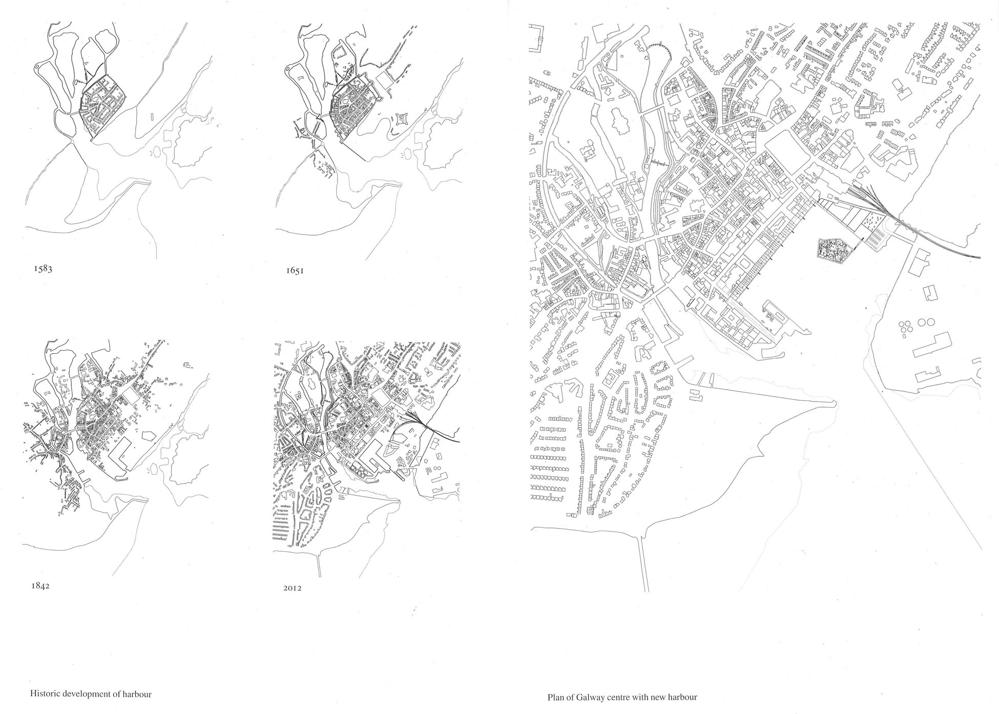 1583
1651
1842
2012
Historic development of harbour
Plan of Galway centre with new harbour